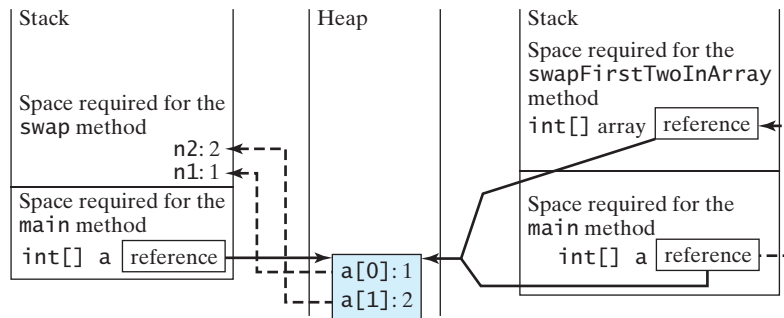 Stack
Space required for the
swap method
n2: 2
n1: 1
Space required for the
main method
int[] a reference
Heap
a[0]: 1
a[1]: 2
Stack
Space required for the
swapFirstTwoInArray
method
int[] array reference
Space required for the
main method
int[] a reference